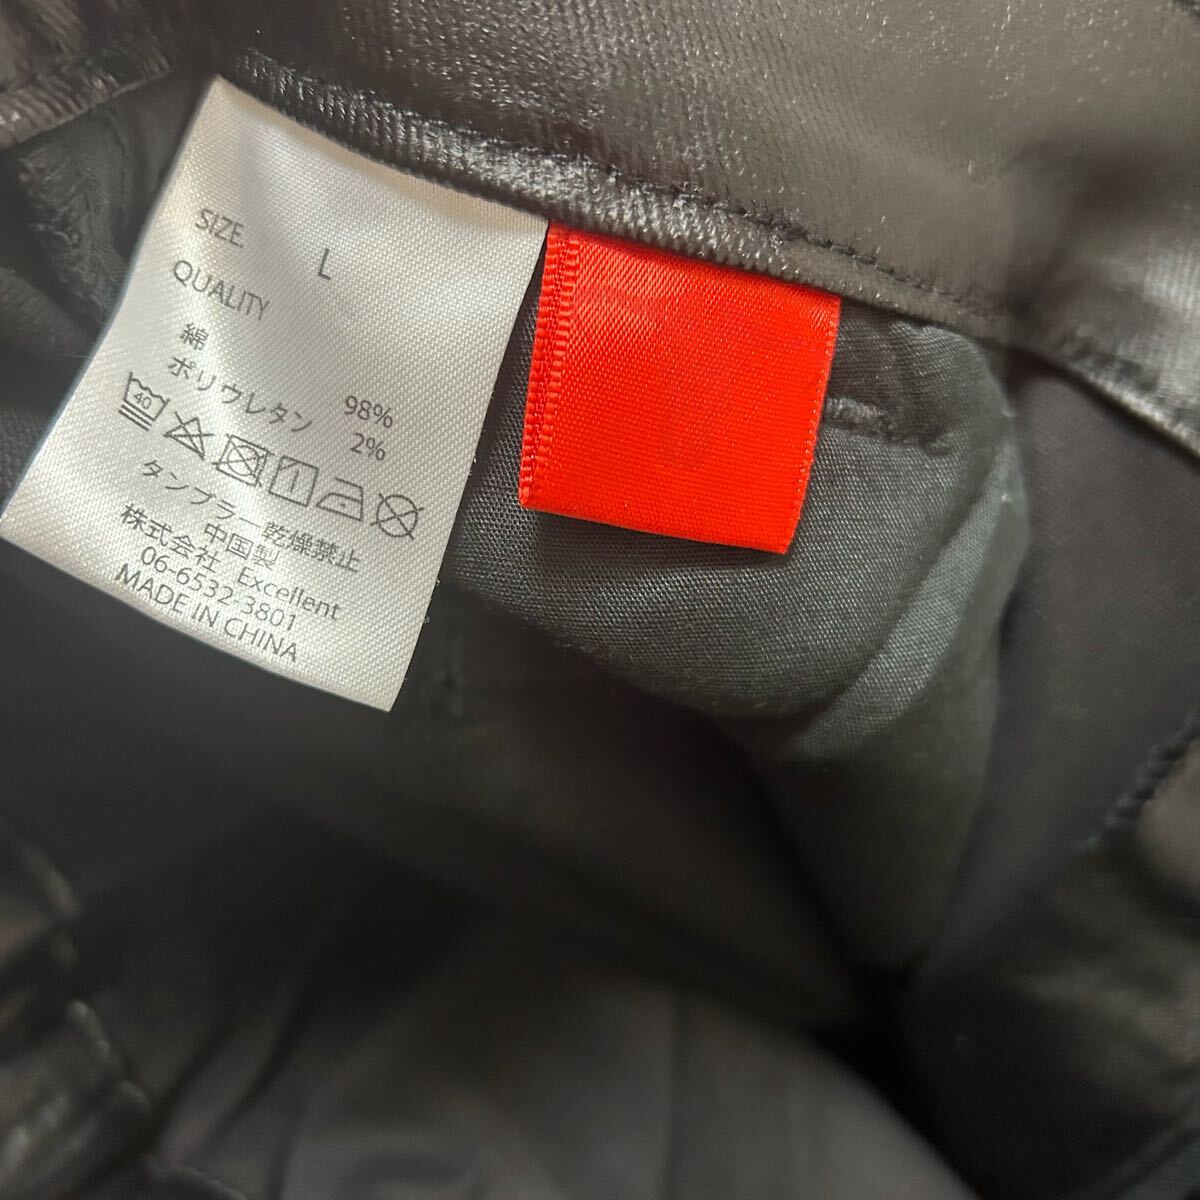 SIZE
L
QUALITY
綿 98%
ポリウレタン 2%
40
タンブラー乾燥禁止
中国製
株式会社 Excellent
06-6532-3801
MADE IN CHINA